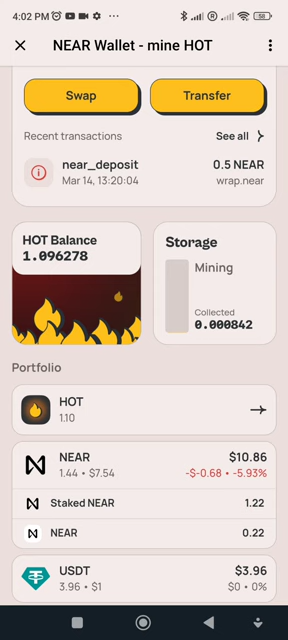 4:02 PM
58
NEAR Wallet - mine HOT
Swap
Transfer
Recent transactions
See all
near_deposit
0.5 NEAR
Mar 14, 13:20:04
wrap.near
HOT Balance
1.096278
Storage
Mining
Collected
0.000842
Portfolio
HOT
1.10
NEAR
$10.86
1.44 • $7.54
-$-0.68 • -5.93%
Staked NEAR
1.22
NEAR
0.22
USDT
$3.96
3.96 • $1
$0 • 0%